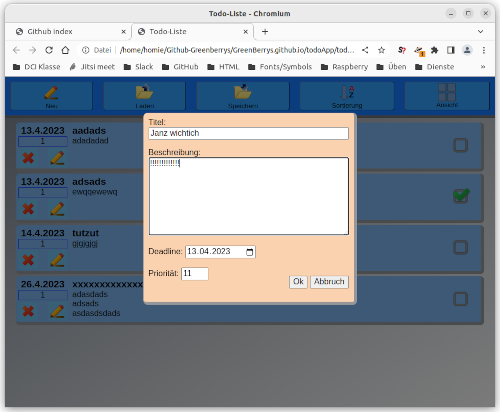 Todo-Liste - Chromium
Github Index
Todo-Liste
Datei
/home/homie/Github-Greenberrys/GreenBerrys.github.io/todoApp/tod...
DCI Klasse
Jitsi meet
Slack
GitHub
HTML
Fonts/Symbols
Raspberry
Üben
Dienste
»
Neu
Laden
Speichern
Sortierung
Ansicht
13.4.2023 aadads
1 adadadad
13.4.2023 adsads
1 ewqqewewq
14.4.2023 tutzut
1 gjgjgjgj
26.4.2023 xxxxxxxxxxxxx
1 adasdads
adsads
asdasdsdads
Titel:
Janz wichtich
Beschreibung:
!!!!!!!!!!!!!
Deadline: 13.04.2023
Priorität: 11
Ok Abbruch